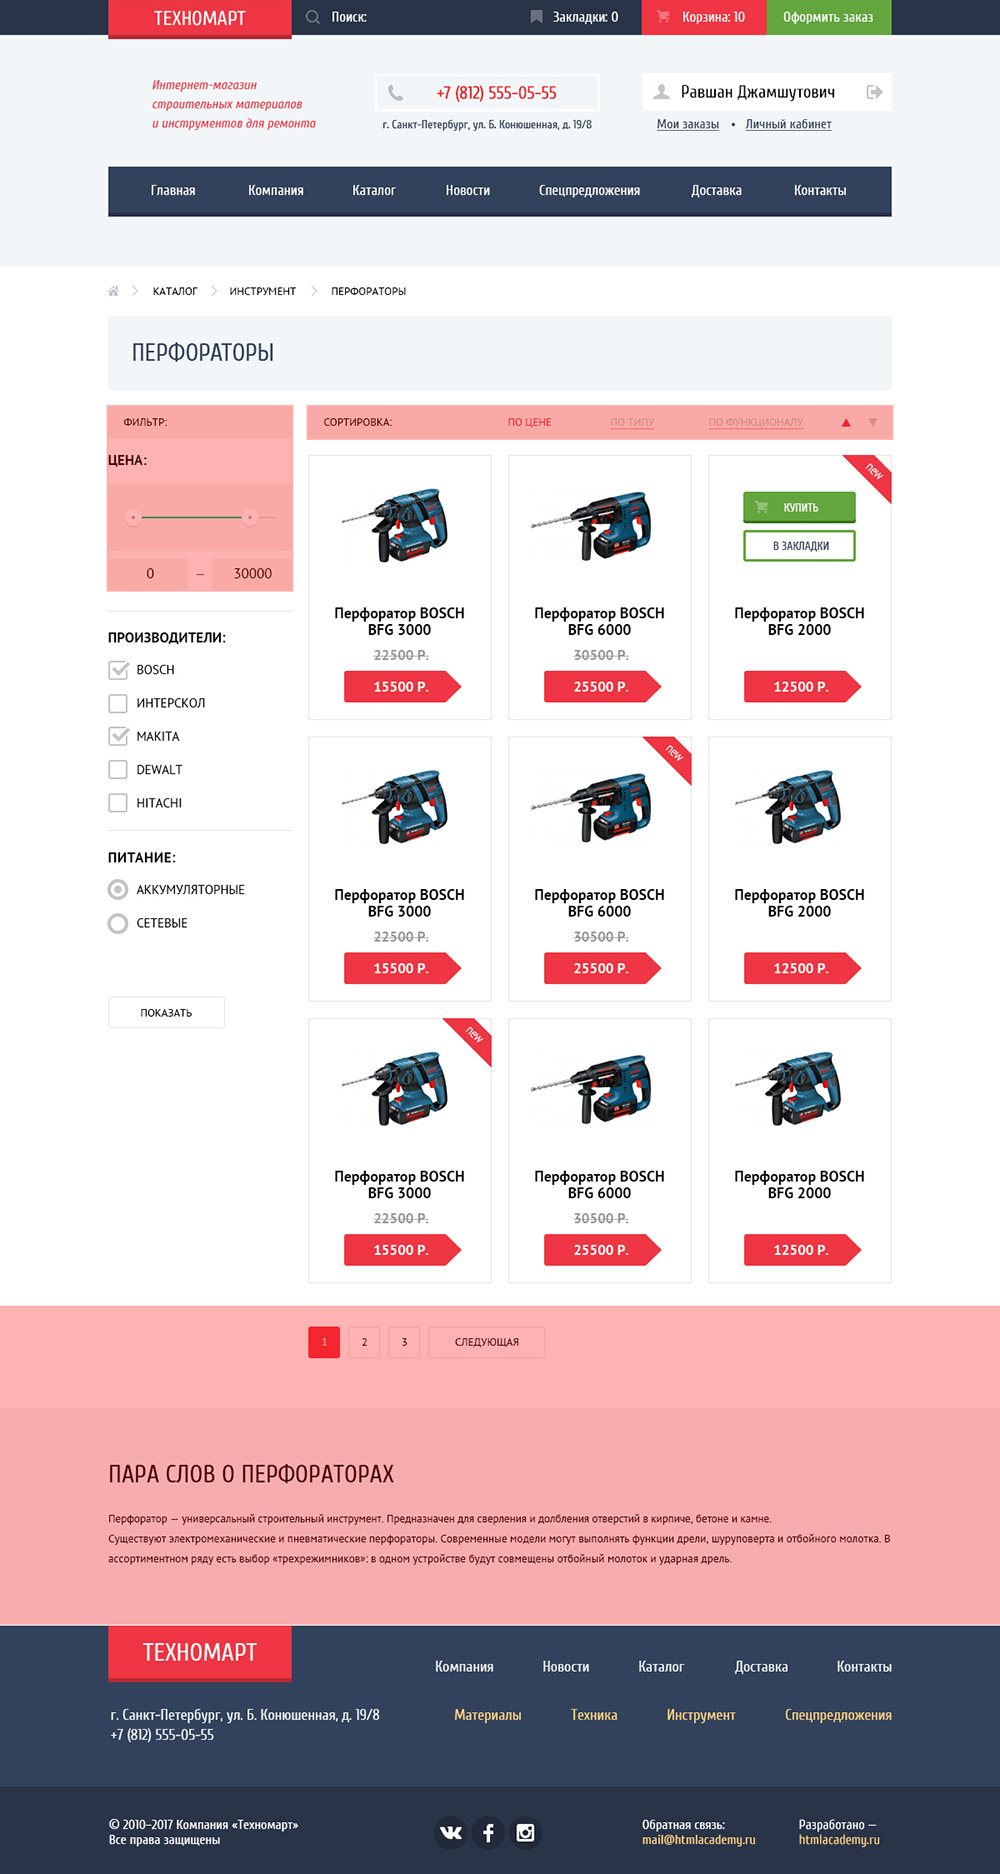 ТЕХНОМАРТ
Поиск:
Закладки: 0
Корзина: 10
Оформить заказ
Интернет-магазин
строительных материалов
и инструментов для ремонта
+7 (812) 555-05-55
г. Санкт-Петербург, ул. Б. Конюшенная, д. 19/8
Равшан Джамшутович
Мои заказы • Личный кабинет
Главная Компания Каталог Новости Спецпредложения Доставка Контакты
КАТАЛОГ ИНСТРУМЕНТ ПЕРФОРАТОРЫ
ПЕРФОРАТОРЫ
ФИЛЬТР:
ЦЕНА:
0 – 30000
ПРОИЗВОДИТЕЛИ:
BOSCH
ИНТЕРСКОЛ
MAKITA
DEWALT
HITACHI
ПИТАНИЕ:
АККУМУЛЯТОРНЫЕ
СЕТЕВЫЕ
ПОКАЗАТЬ
СОРТИРОВКА: ПО ЦЕНЕ ПО ТИПУ ПО ФУНКЦИОНАЛУ
Перфоратор BOSCH
BFG 3000
22500 Р.
15500 Р.
Перфоратор BOSCH
BFG 6000
30500 Р.
25500 Р.
new
КУПИТЬ
В ЗАКЛАДКИ
Перфоратор BOSCH
BFG 2000
12500 Р.
Перфоратор BOSCH
BFG 3000
22500 Р.
15500 Р.
new
Перфоратор BOSCH
BFG 6000
30500 Р.
25500 Р.
Перфоратор BOSCH
BFG 2000
12500 Р.
new
Перфоратор BOSCH
BFG 3000
22500 Р.
15500 Р.
Перфоратор BOSCH
BFG 6000
30500 Р.
25500 Р.
Перфоратор BOSCH
BFG 2000
12500 Р.
1 2 3 СЛЕДУЮЩАЯ
ПАРА СЛОВ О ПЕРФОРАТОРАХ
Перфоратор — универсальный строительный инструмент. Предназначен для сверления и долбления отверстий в кирпиче, бетоне и камне.
Существуют электромеханические и пневматические перфораторы. Современные модели могут выполнять функции дрели, шуруповерта и отбойного молотка. В
ассортиментном ряду есть выбор «трехрежимников»: в одном устройстве будут совмещены отбойный молоток и ударная дрель.
ТЕХНОМАРТ
г. Санкт-Петербург, ул. Б. Конюшенная, д. 19/8
+7 (812) 555-05-55
Компания Новости Каталог Доставка Контакты
Материалы Техника Инструмент Спецпредложения
© 2010–2017 Компания «Техномарт»
Все права защищены
Обратная связь:
mail@htmlacademy.ru
Разработано —
htmlacademy.ru